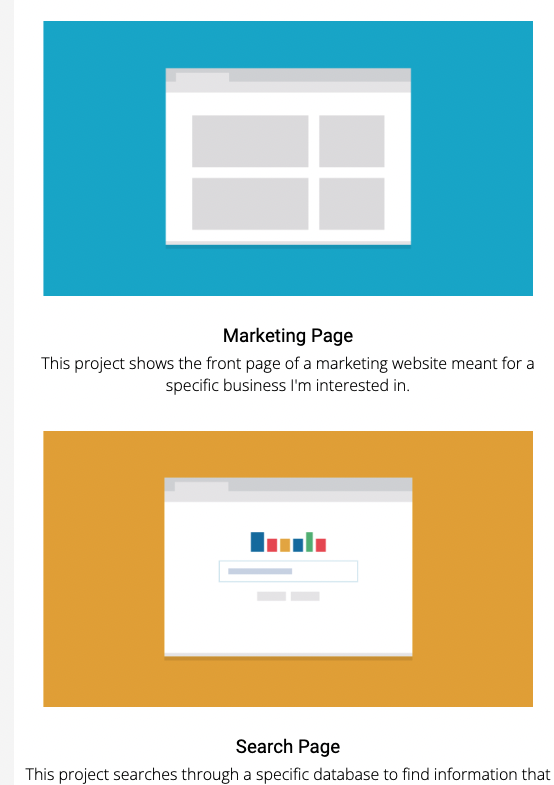 Marketing Page
This project shows the front page of a marketing website meant for a
specific business I'm interested in.
Search Page
This project searches through a specific database to find information that